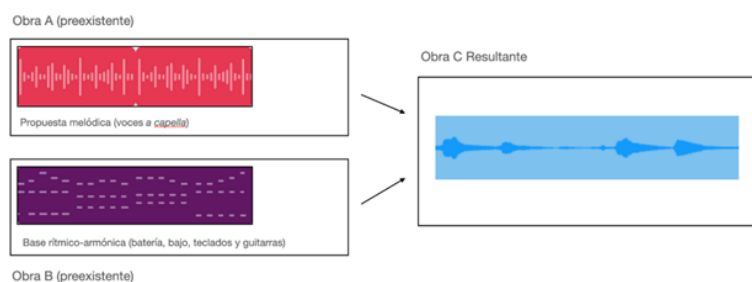 Obra A (preexistente)
Propuesta melódica (voces a capella)
Base rítmico-armónica (batería, bajo, teclados y guitarras)
Obra B (preexistente)
Obra C Resultante